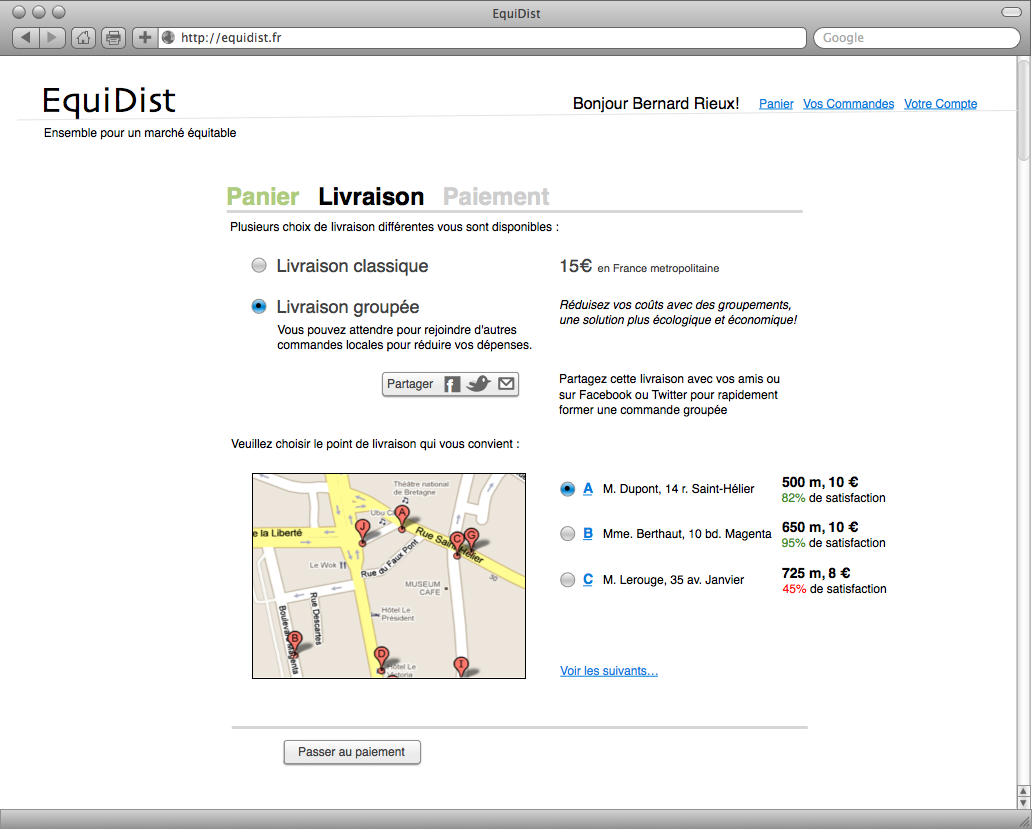 EquiDist
http://equidist.fr
Google
EquiDist
Bonjour Bernard Rieux! Panier Vos Commandes Votre Compte
Ensemble pour un marché équitable
Panier Livraison Paiement
Plusieurs choix de livraison différentes vous sont disponibles :
Livraison classique
15€ en France metropolitaine
Livraison groupée
Vous pouvez attendre pour rejoindre d'autres
commandes locales pour réduire vos dépenses.
Réduisez vos coûts avec des groupements,
une solution plus écologique et économique!
Partager
Partagez cette livraison avec vos amis ou
sur Facebook ou Twitter pour rapidement
former une commande groupée
Veuillez choisir le point de livraison qui vous convient :
Théâtre national
de Bretagne
Ubu
A
J
e la Liberté
Rue Saint-Hélier
C
G
Le Wok
Rue du Faux Pont
30
MUSEUM
CAFE
Rue Descartes
Boulevard Magenta
Hôtel Le
Président
B
D
Hôtel Le
Victoria
I
A M. Dupont, 14 r. Saint-Hélier
500 m, 10 €
82% de satisfaction
B Mme. Berthaut, 10 bd. Magenta
650 m, 10 €
95% de satisfaction
C M. Lerouge, 35 av. Janvier
725 m, 8 €
45% de satisfaction
Voir les suivants...
Passer au paiement